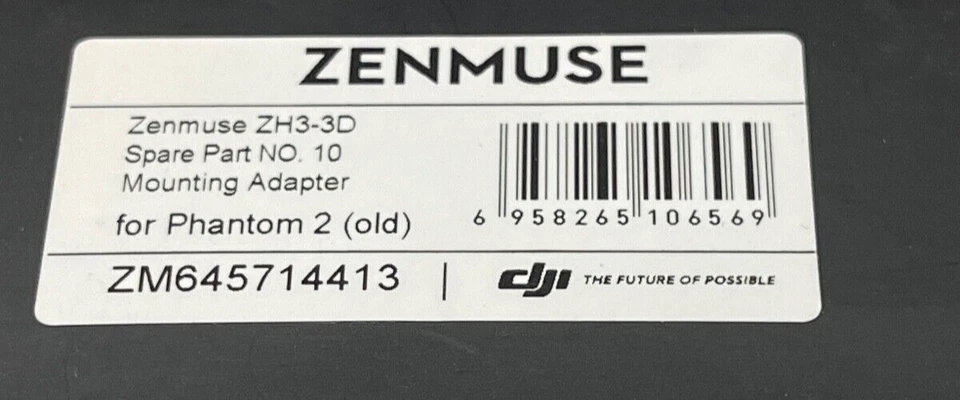 ZENMUSE
Zenmuse ZH3-3D
Spare Part NO. 10
Mounting Adapter
for Phantom 2 (old)
6 958265 106569
ZM645714413 |
dji THE FUTURE OF POSSIBLE